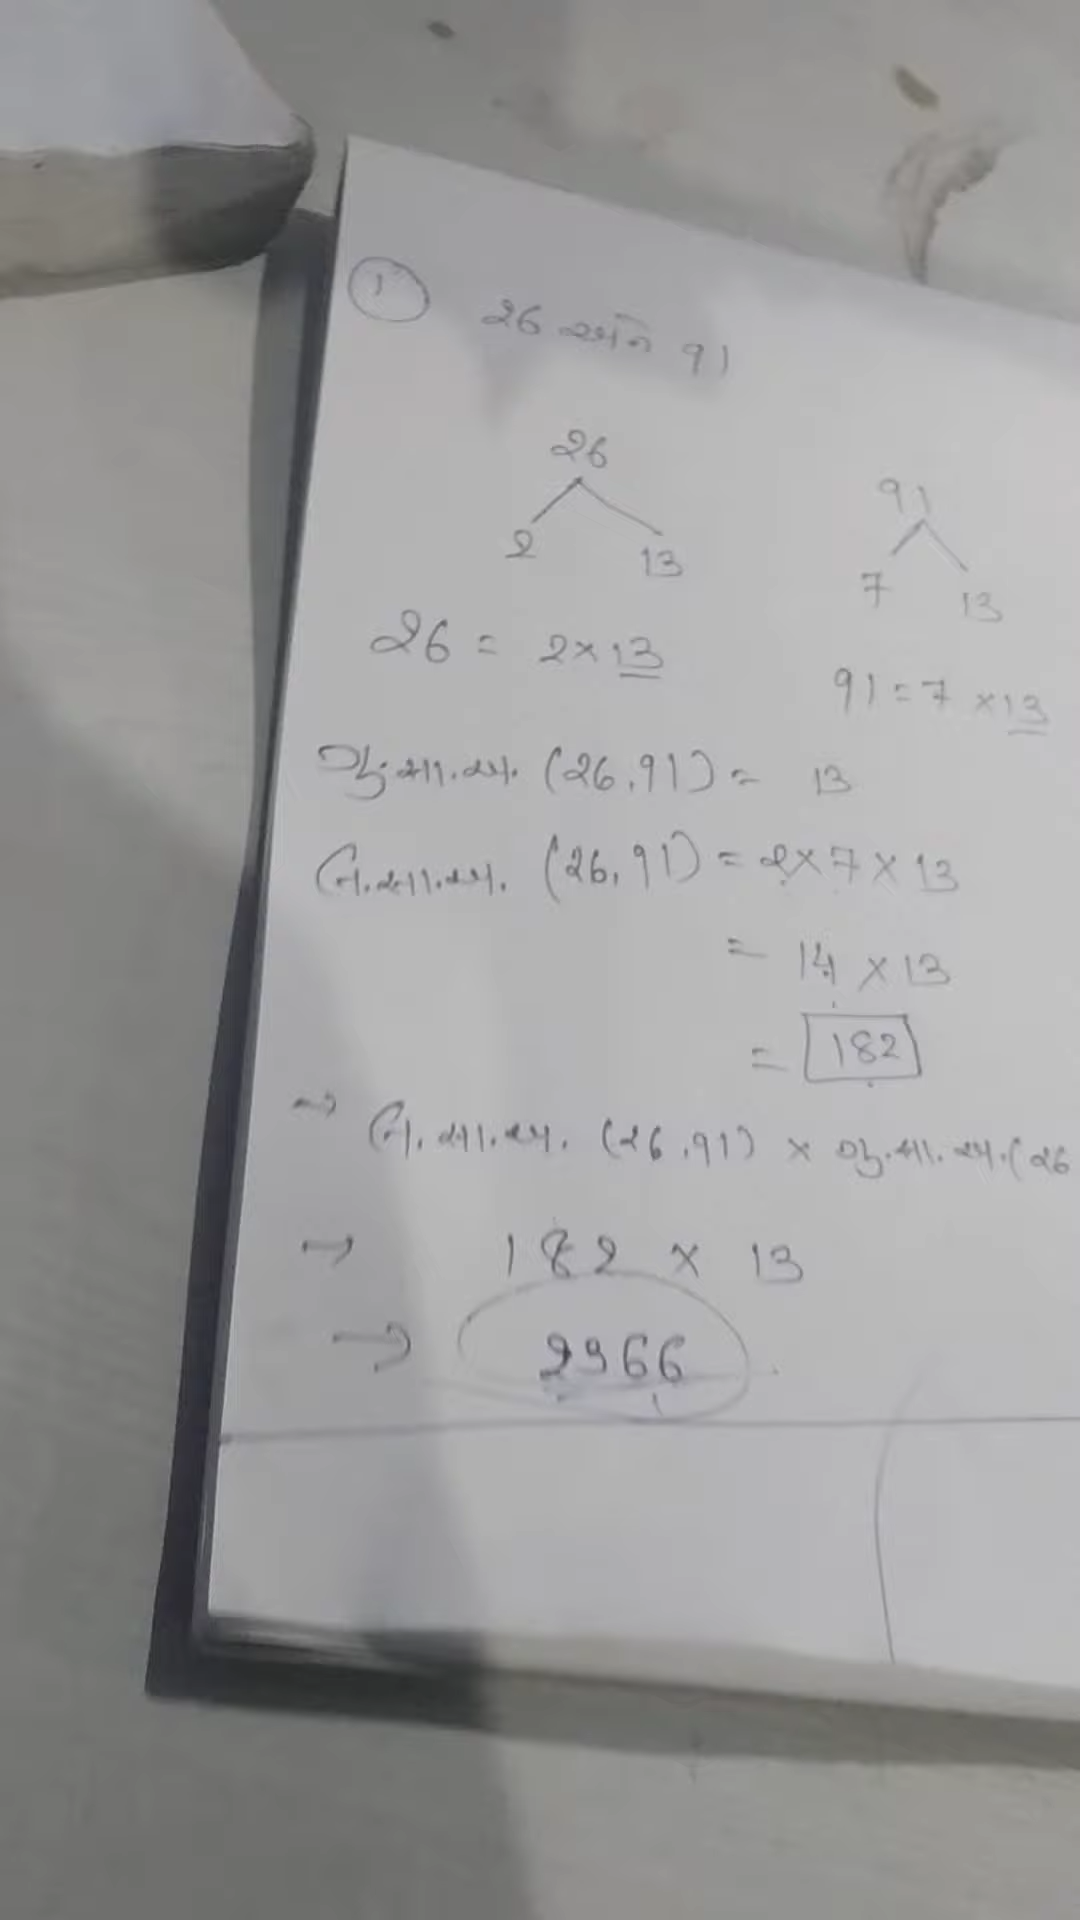 1 26 અને 91
26 91
2 13 7 13
26 = 2 × 13 91 = 7 × 13
ગુ.સા.અ. (26,91) = 13
લ.સા.અ. (26,91) = 2 × 7 × 13
= 14 × 13
= 182
→ લ.સા.અ. (26,91) × ગુ.સા.અ. (26
→ 182 × 13
→ 2366